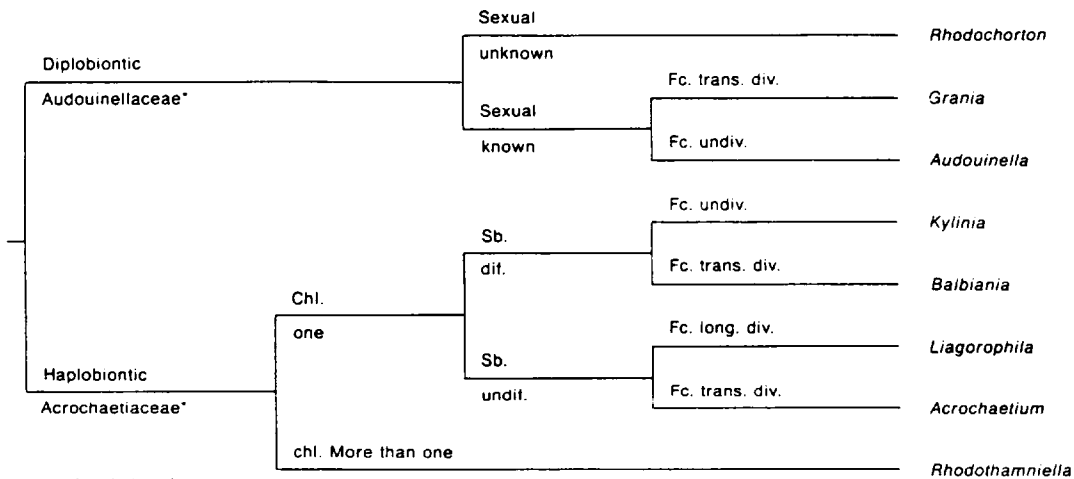 Sexual
unknown
Rhodochorton
Diplobiontic
Audouinellaceae*
Fc. trans. div.
Grania
Sexual
known
Fc. undiv.
Audouinella
Fc. undiv.
Kylinia
Sb.
dif.
Fc. trans. div.
Balbiania
Chl.
one
Fc. long. div.
Liagorophila
Sb.
undif.
Haplobiontic
Acrochaetiaceae*
Fc. trans. div.
Acrochaetium
chl. More than one
Rhodothamniella